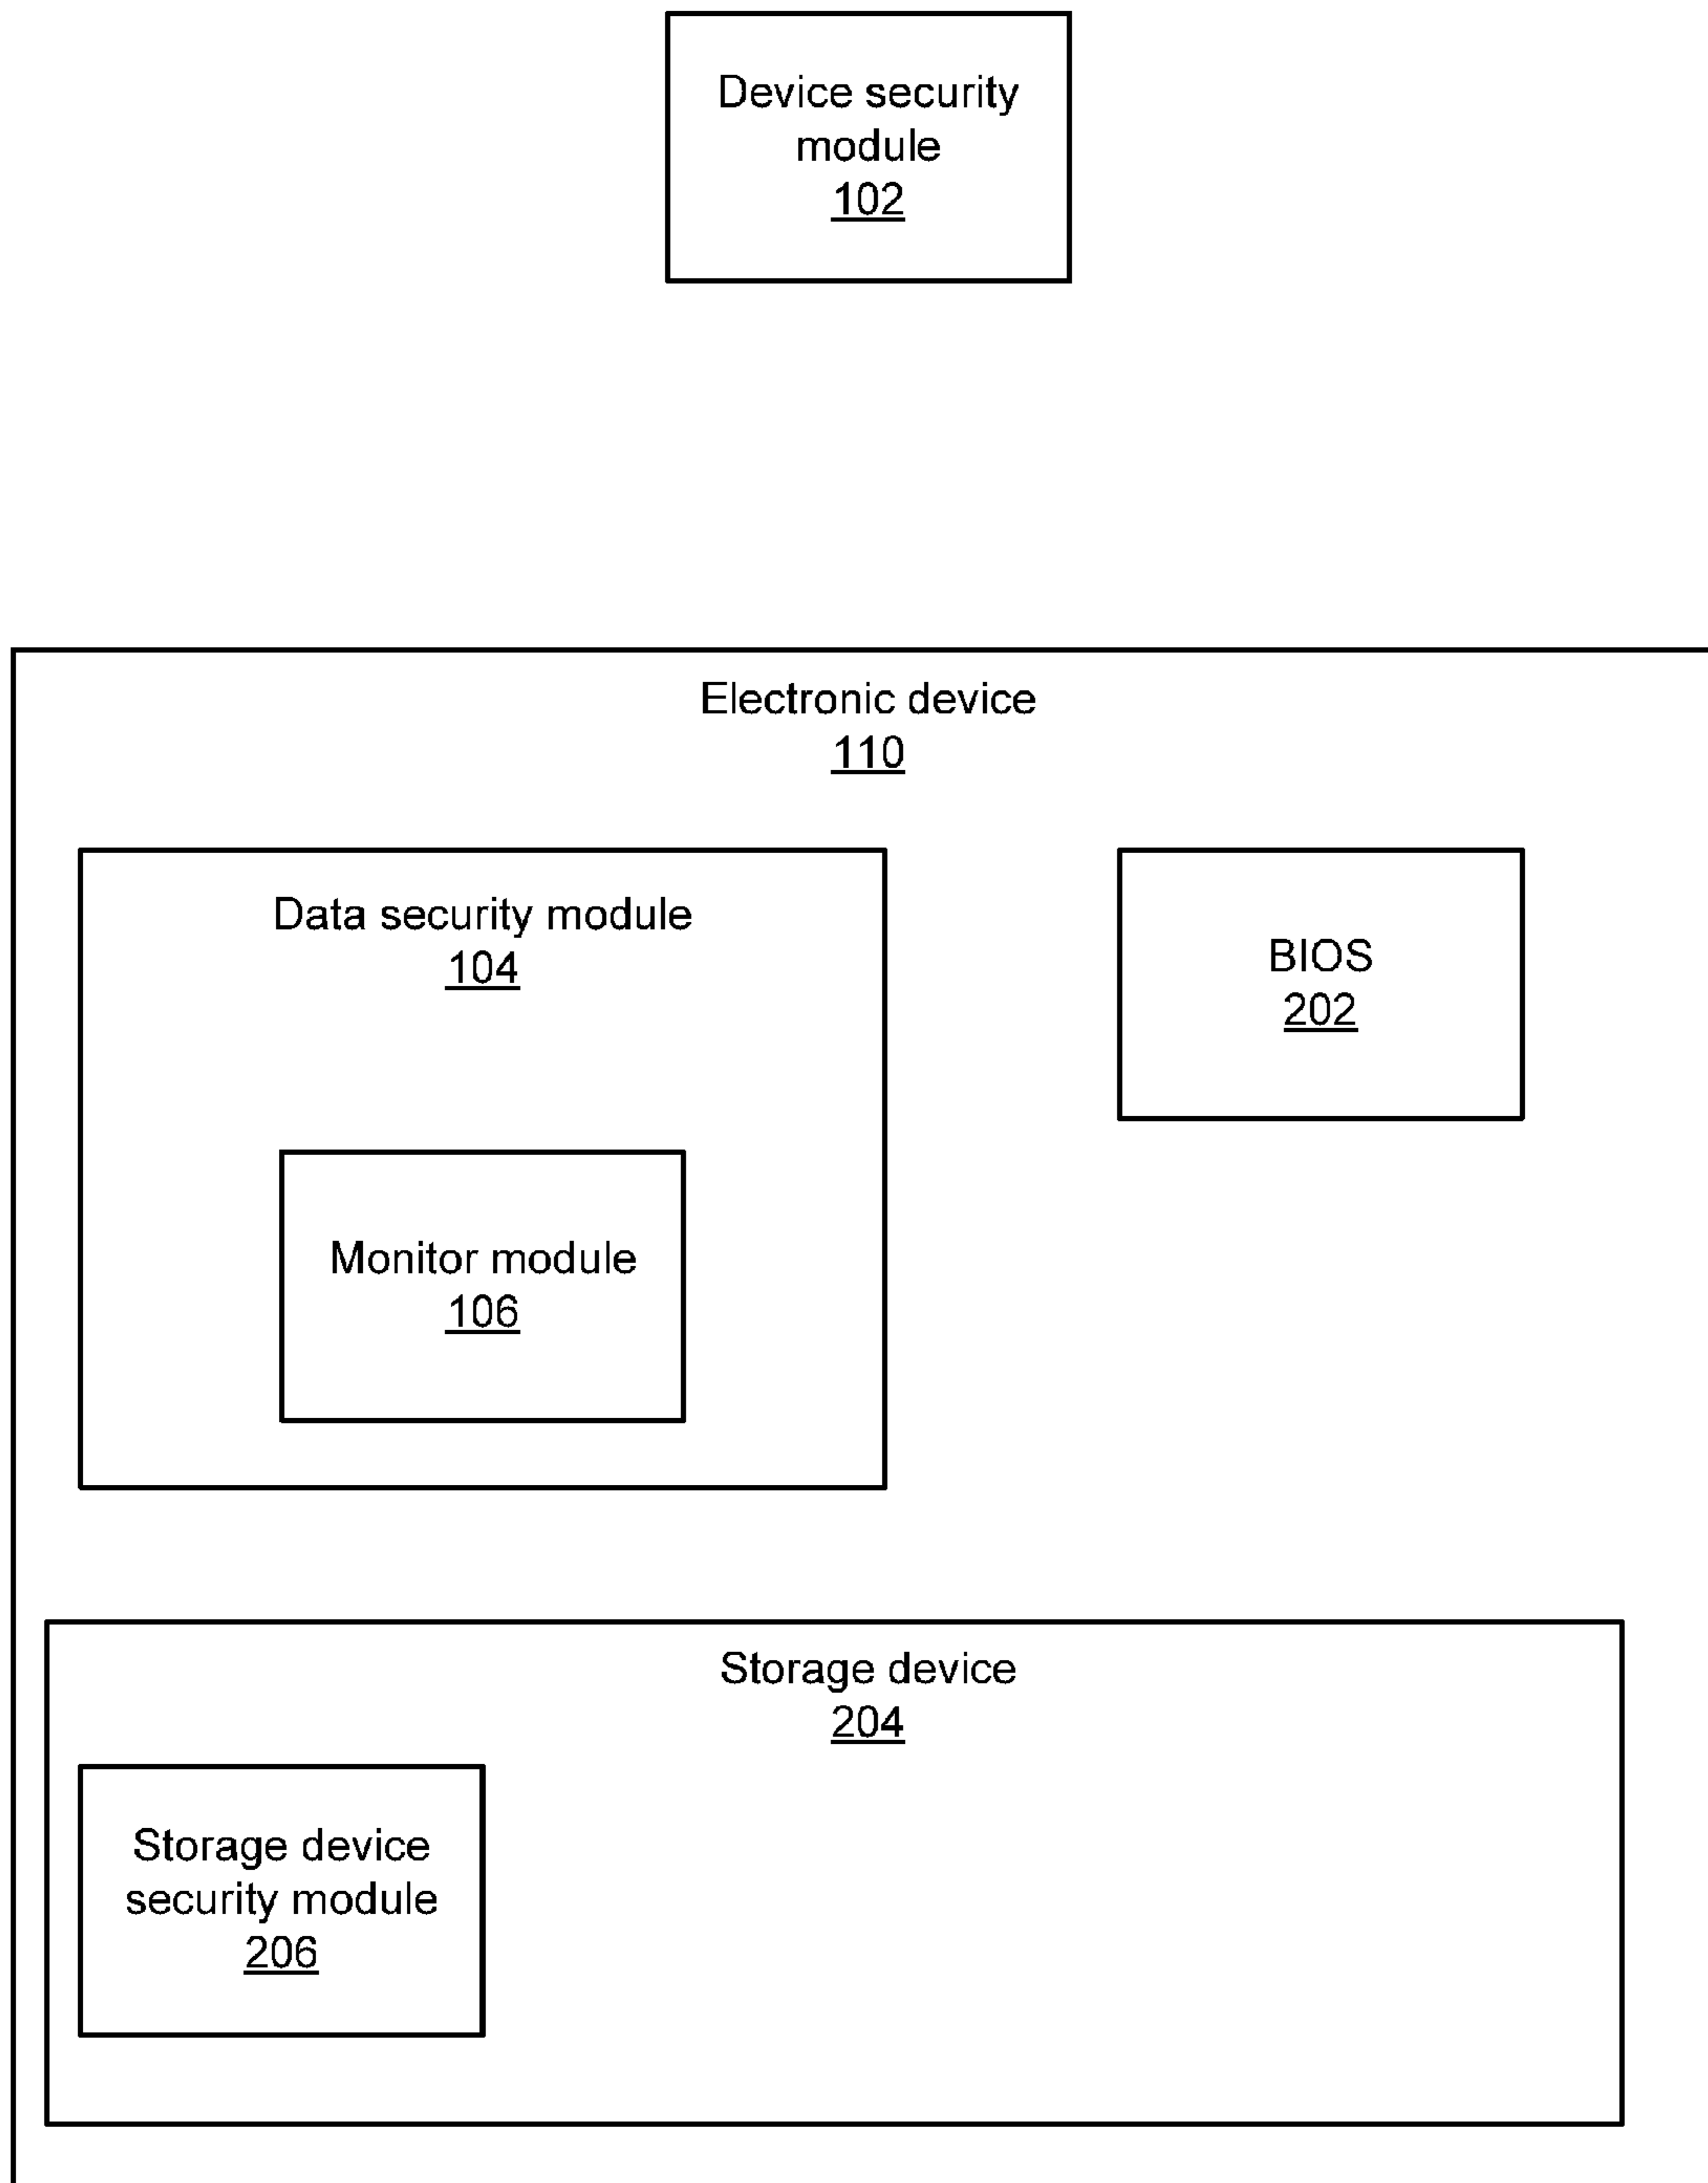 Device security
module
102
Electronic device
110
Data security module
104
BIOS
202
Monitor module
106
Storage device
204
Storage device
security module
206